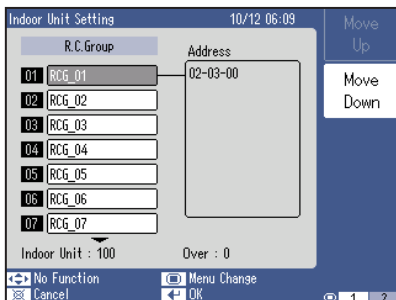 Indoor Unit Setting 10/12 06:09
Move
Up
R.C.Group
Address
01 RCG_01 02-03-00
Move
Down
02 RCG_02
03 RCG_03
04 RCG_04
05 RCG_05
06 RCG_06
07 RCG_07
Indoor Unit : 100 Over : 0
No Function Menu Change
Cancel OK
1 2